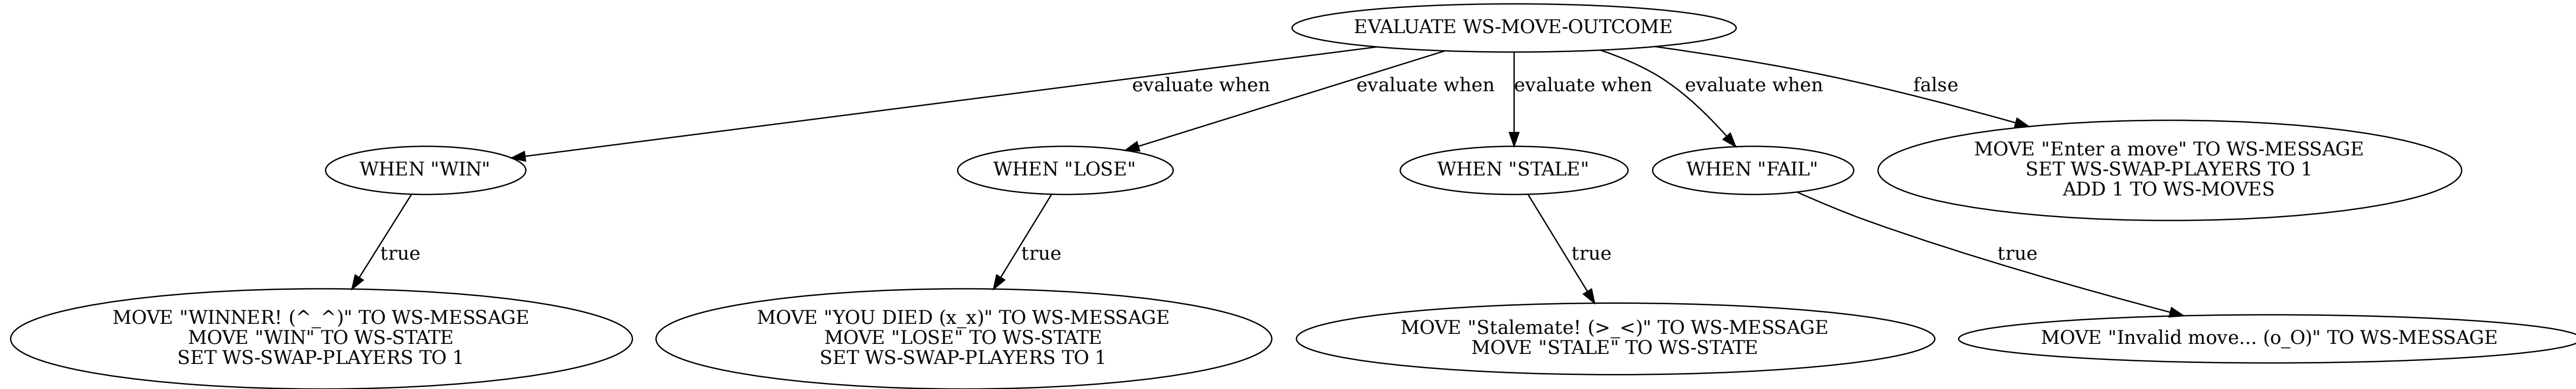 EVALUATE WS-MOVE-OUTCOME
evaluate when
evaluate when
evaluate when
evaluate when
false
WHEN "WIN"
WHEN "LOSE"
WHEN "STALE"
WHEN "FAIL"
MOVE "Enter a move" TO WS-MESSAGE
SET WS-SWAP-PLAYERS TO 1
ADD 1 TO WS-MOVES
true
true
true
true
MOVE "WINNER! (^_^)" TO WS-MESSAGE
MOVE "WIN" TO WS-STATE
SET WS-SWAP-PLAYERS TO 1
MOVE "YOU DIED (x_x)" TO WS-MESSAGE
MOVE "LOSE" TO WS-STATE
SET WS-SWAP-PLAYERS TO 1
MOVE "Stalemate! (>_<)" TO WS-MESSAGE
MOVE "STALE" TO WS-STATE
MOVE "Invalid move... (o_O)" TO WS-MESSAGE